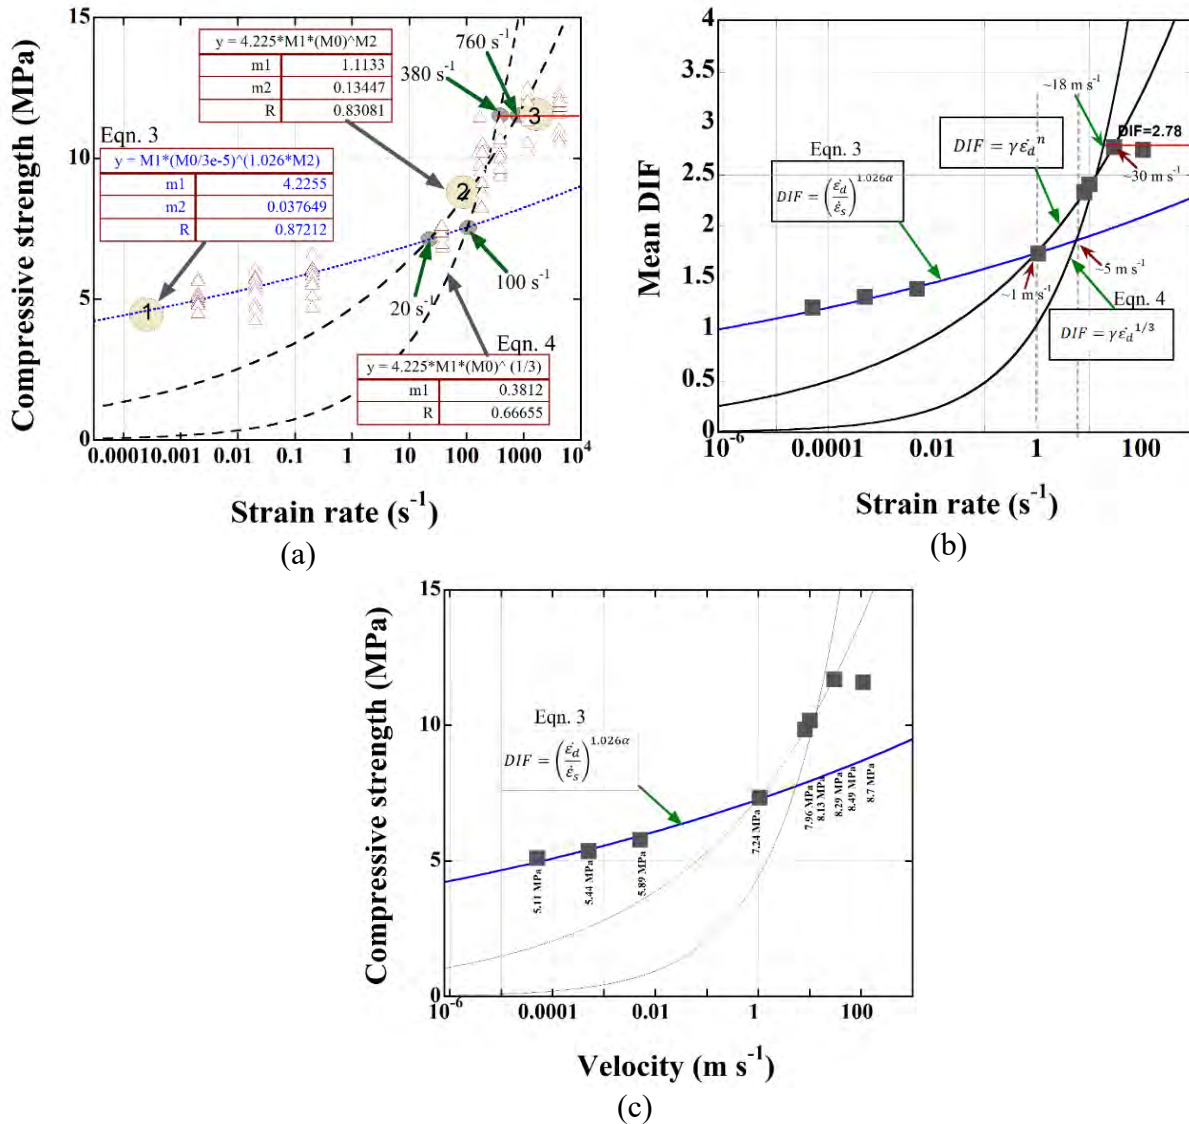 (a)
Compressive strength (MPa)
15
10
5
0
y = 4.225*M1*(M0)^M2
m1 1.1133
m2 0.13447
R 0.83081
760 s-1
380 s-1
3
Eqn. 3
y = M1*(M0/3e-5)^(1.026*M2)
m1 4.2255
m2 0.037649
R 0.87212
2
1
20 s-1
100 s-1
Eqn. 4
y = 4.225*M1*(M0)^ (1/3)
m1 0.3812
R 0.66655
0.0001 0.001 0.01 0.1 1 10 100 1000 10^4
Strain rate (s-1)
(b)
Mean DIF
4
3.5
3
2.5
2
1.5
1
0.5
0
~18 m s-1
DIF=2.78
DIF = γε̇d^n
~30 m s-1
Eqn. 3
DIF = (ε̇d/ε̇s)^1.026α
~1 m s-1
~5 m s-1
Eqn. 4
DIF = γε̇d^1/3
10^-6 0.0001 0.01 1 100
Strain rate (s-1)
(b)
Compressive strength (MPa)
15
10
5
0
Eqn. 3
DIF = (ε̇d/ε̇s)^1.026α
5.11 MPa
5.44 MPa
5.89 MPa
7.24 MPa
7.96 MPa
8.13 MPa
8.29 MPa
8.49 MPa
8.7 MPa
10^-6 0.0001 0.01 1 100
Velocity (m s-1)
(c)